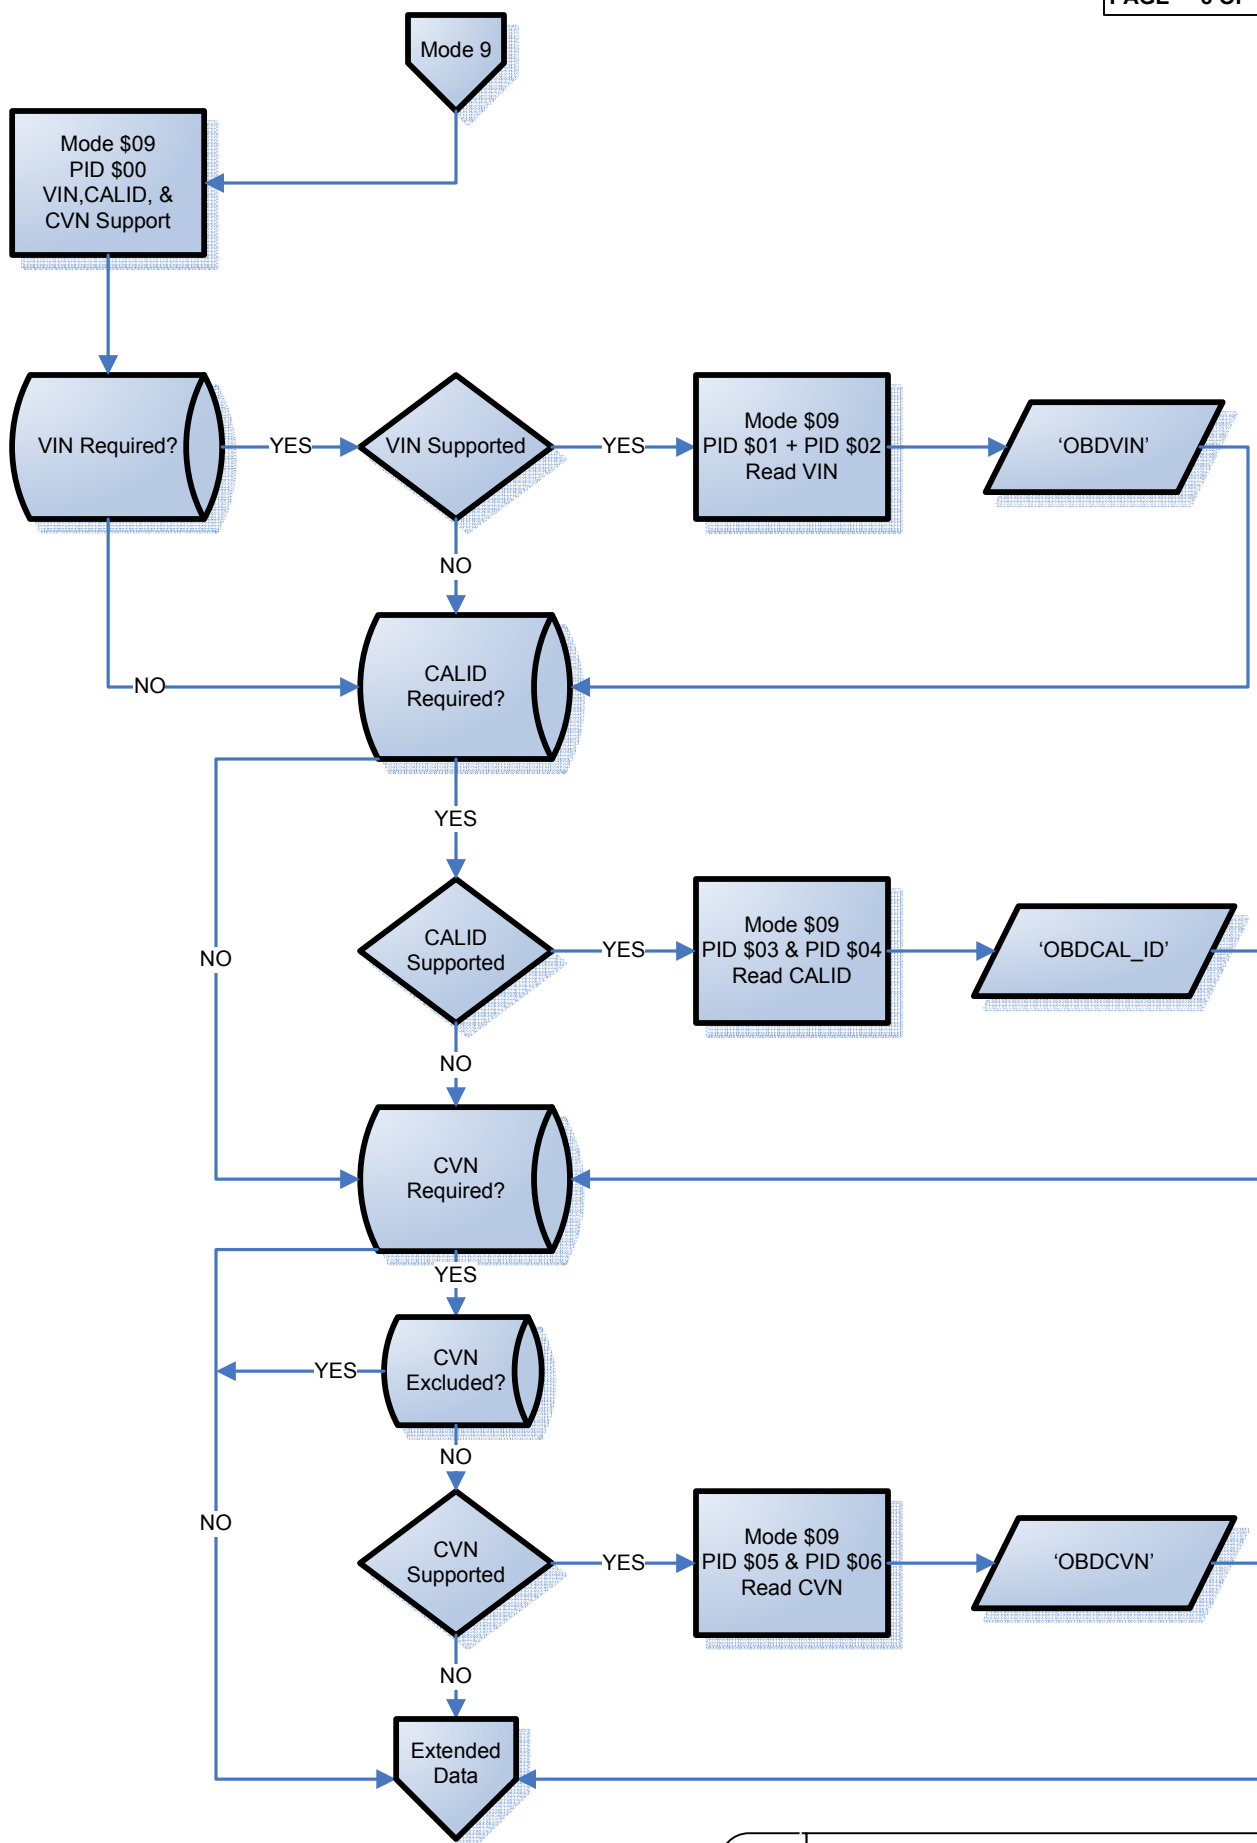 PAGE
Mode 9
Mode $09
PID $00
VIN,CALID, &
CVN Support
VIN Required?
YES
VIN Supported
YES
Mode $09
PID $01 + PID $02
Read VIN
‘OBDVIN’
NO
NO
CALID
Required?
YES
NO
CALID
Supported
YES
Mode $09
PID $03 & PID $04
Read CALID
‘OBDCAL_ID’
NO
CVN
Required?
YES
YES
CVN
Excluded?
NO
NO
CVN
Supported
YES
Mode $09
PID $05 & PID $06
Read CVN
‘OBDCVN’
NO
Extended
Data